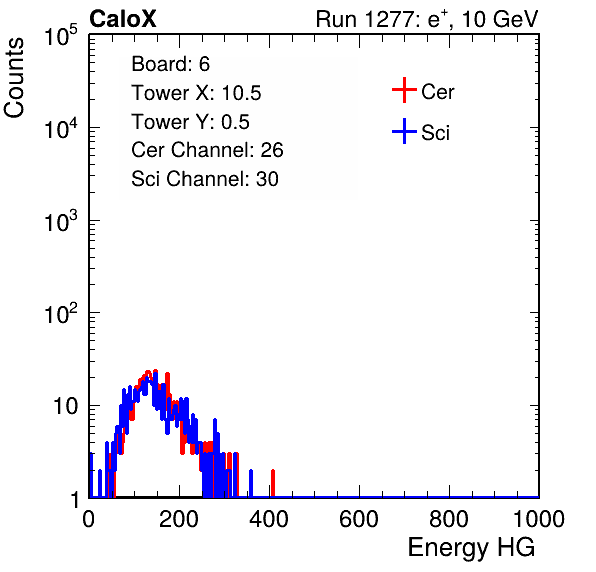 CaloX Run 1277: e⁺, 10 GeV
Counts
10⁵
10⁴
10³
10²
10
1
Board: 6
Tower X: 10.5
Tower Y: 0.5
Cer Channel: 26
Sci Channel: 30
Cer
Sci
0 200 400 600 800 1000
Energy HG